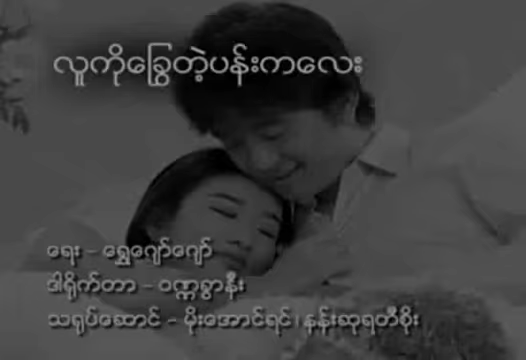 လူကိုခြွေတဲ့ပန်းကလေး
ရေး - ရွှေဂျော်ဂျော်
ဒါရိုက်တာ - ဝဏ္ဏခွာနီး
သရုပ်ဆောင် - မိုးအောင်ရင်၊နန်းဆုရတီစိုး